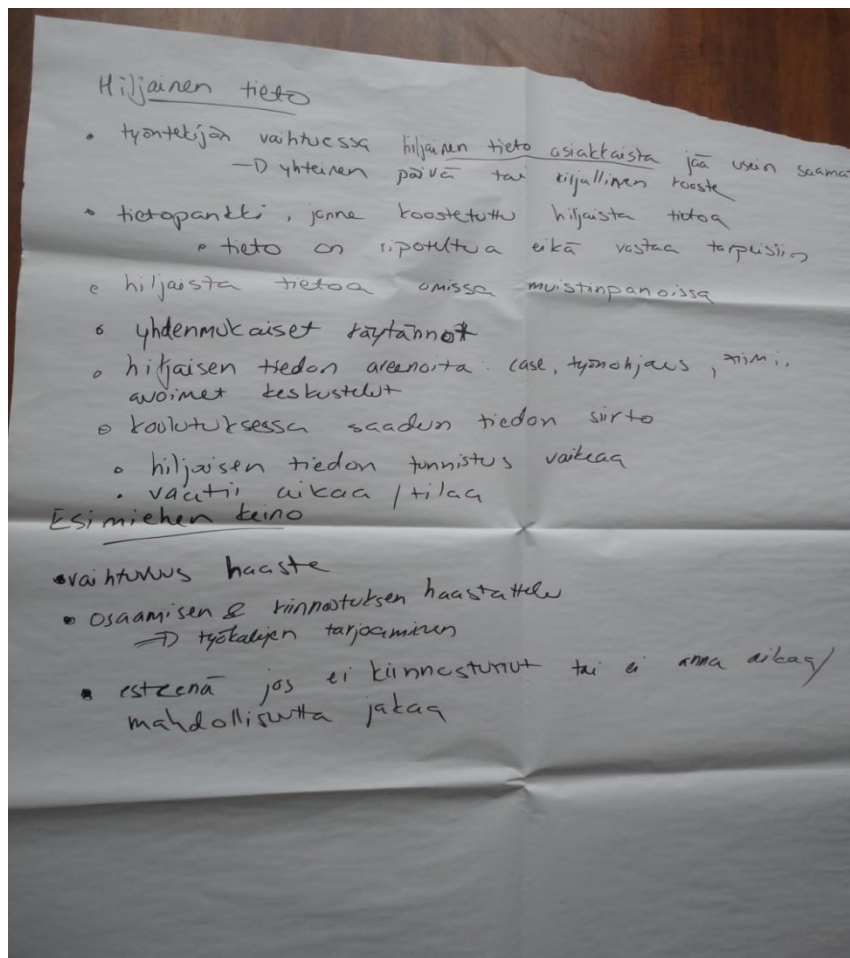 Hiljainen tieto
• työntekijän vaihtuessa hiljainen tieto asiakkaista jää usein saama
→ yhteinen päivä tai kirjallinen kooste
• tietopankki, jonne koostetuttu hiljaista tietoa
• tieto on ripoteltua eikä vastaa tarpeisiin
• hiljaista tietoa omissa muistinpanoissa
• yhdenmukaiset käytännöt
• hiljaisen tiedon areenoita: case, työnohjaus, tiimi,
avoimet keskustelut
• koulutuksessa saadun tiedon siirto
• hiljaisen tiedon tunnistus vaikeaa
• vaatii aikaa / tilaa
Esimiehen keino
• vaihtuvuus haaste
• osaamisen & kiinnostuksen haastattelu
⇒ työkalujen tarjoaminen
• esteenä jos ei kiinnostunut tai ei anna aikaa/
mahdollisuutta jakaa